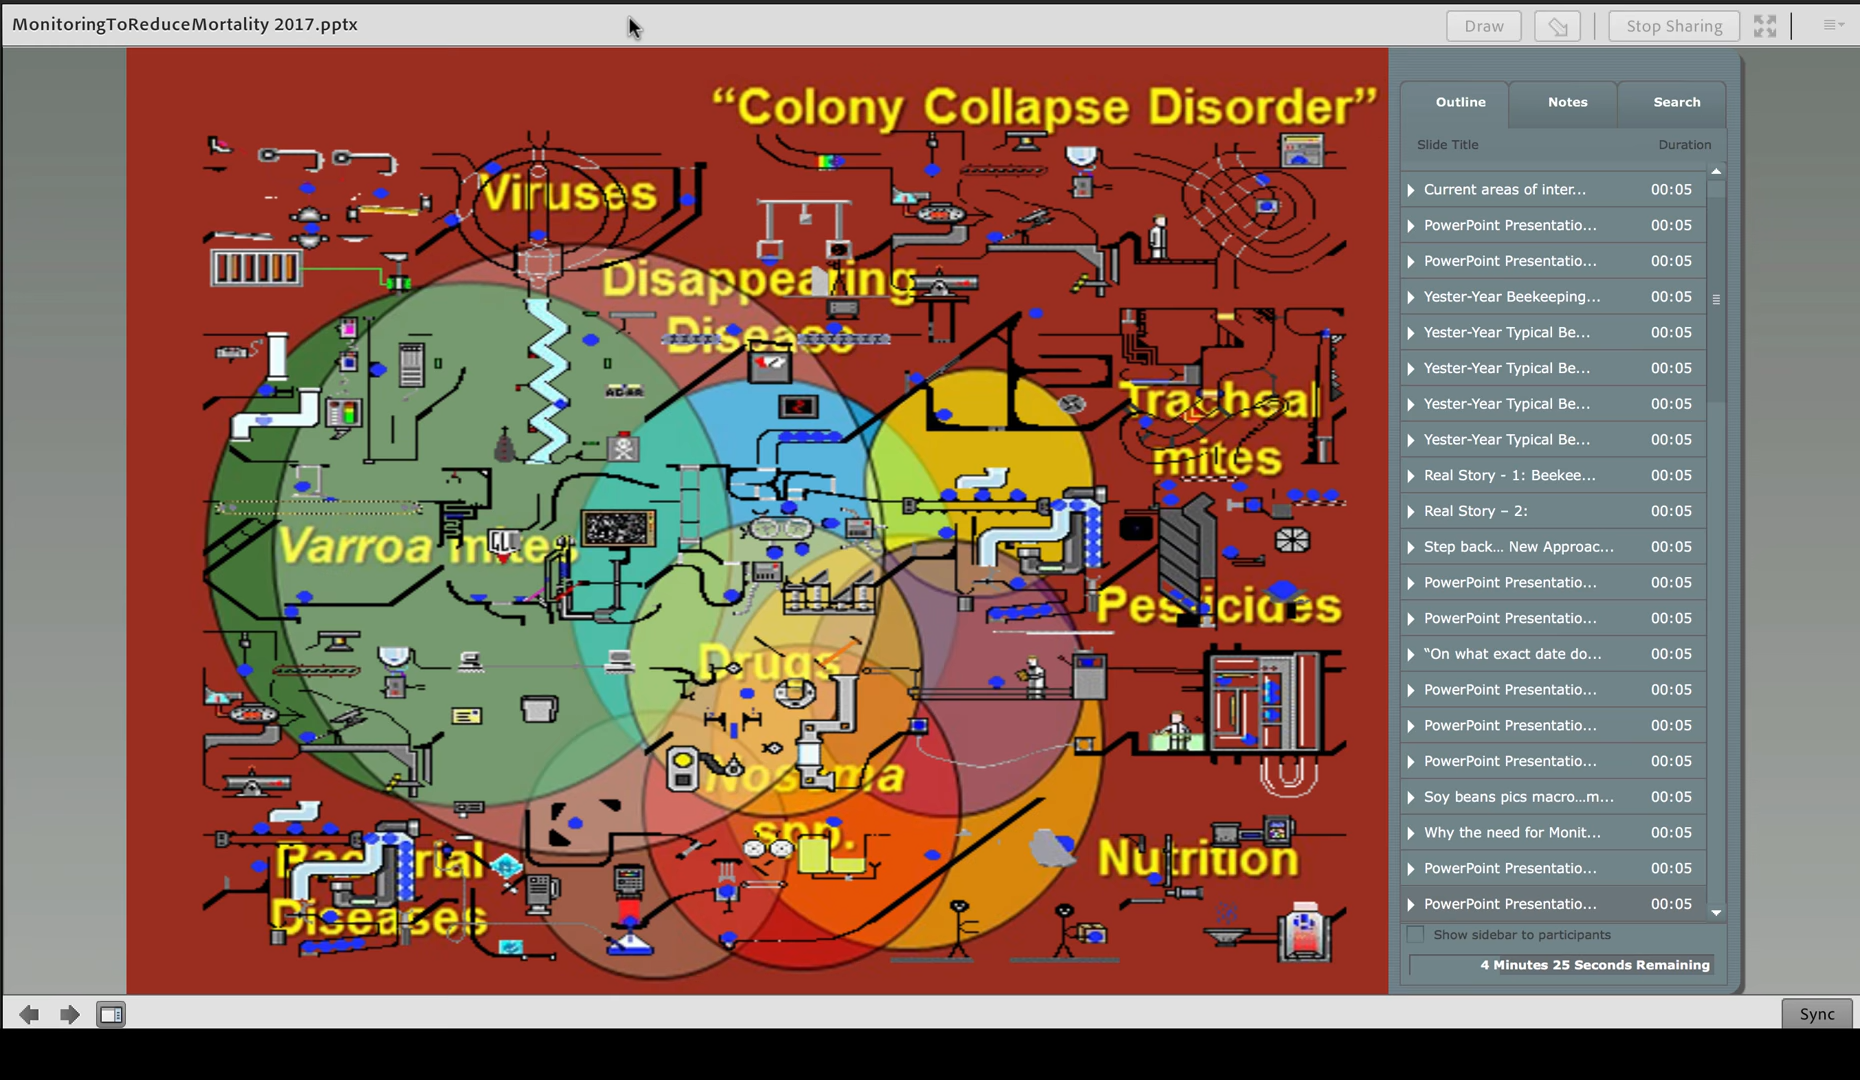 MonitoringToReduceMortality 2017.pptx
Draw
Stop Sharing
“Colony Collapse Disorder”
Viruses
Disappearing
Disease
Tracheal
mites
Varroa mites
Pesticides
Drugs
Nosema
spp.
Bacterial
Diseases
Nutrition
Outline Notes Search
Slide Title Duration
Current areas of inter... 00:05
PowerPoint Presentatio... 00:05
PowerPoint Presentatio... 00:05
Yester-Year Beekeeping... 00:05
Yester-Year Typical Be... 00:05
Yester-Year Typical Be... 00:05
Yester-Year Typical Be... 00:05
Yester-Year Typical Be... 00:05
Real Story - 1: Beekee... 00:05
Real Story – 2: 00:05
Step back... New Approac... 00:05
PowerPoint Presentatio... 00:05
PowerPoint Presentatio... 00:05
“On what exact date do... 00:05
PowerPoint Presentatio... 00:05
PowerPoint Presentatio... 00:05
PowerPoint Presentatio... 00:05
Soy beans pics macro...m... 00:05
Why the need for Monit... 00:05
PowerPoint Presentatio... 00:05
PowerPoint Presentatio... 00:05
Show sidebar to participants
4 Minutes 25 Seconds Remaining
Sync